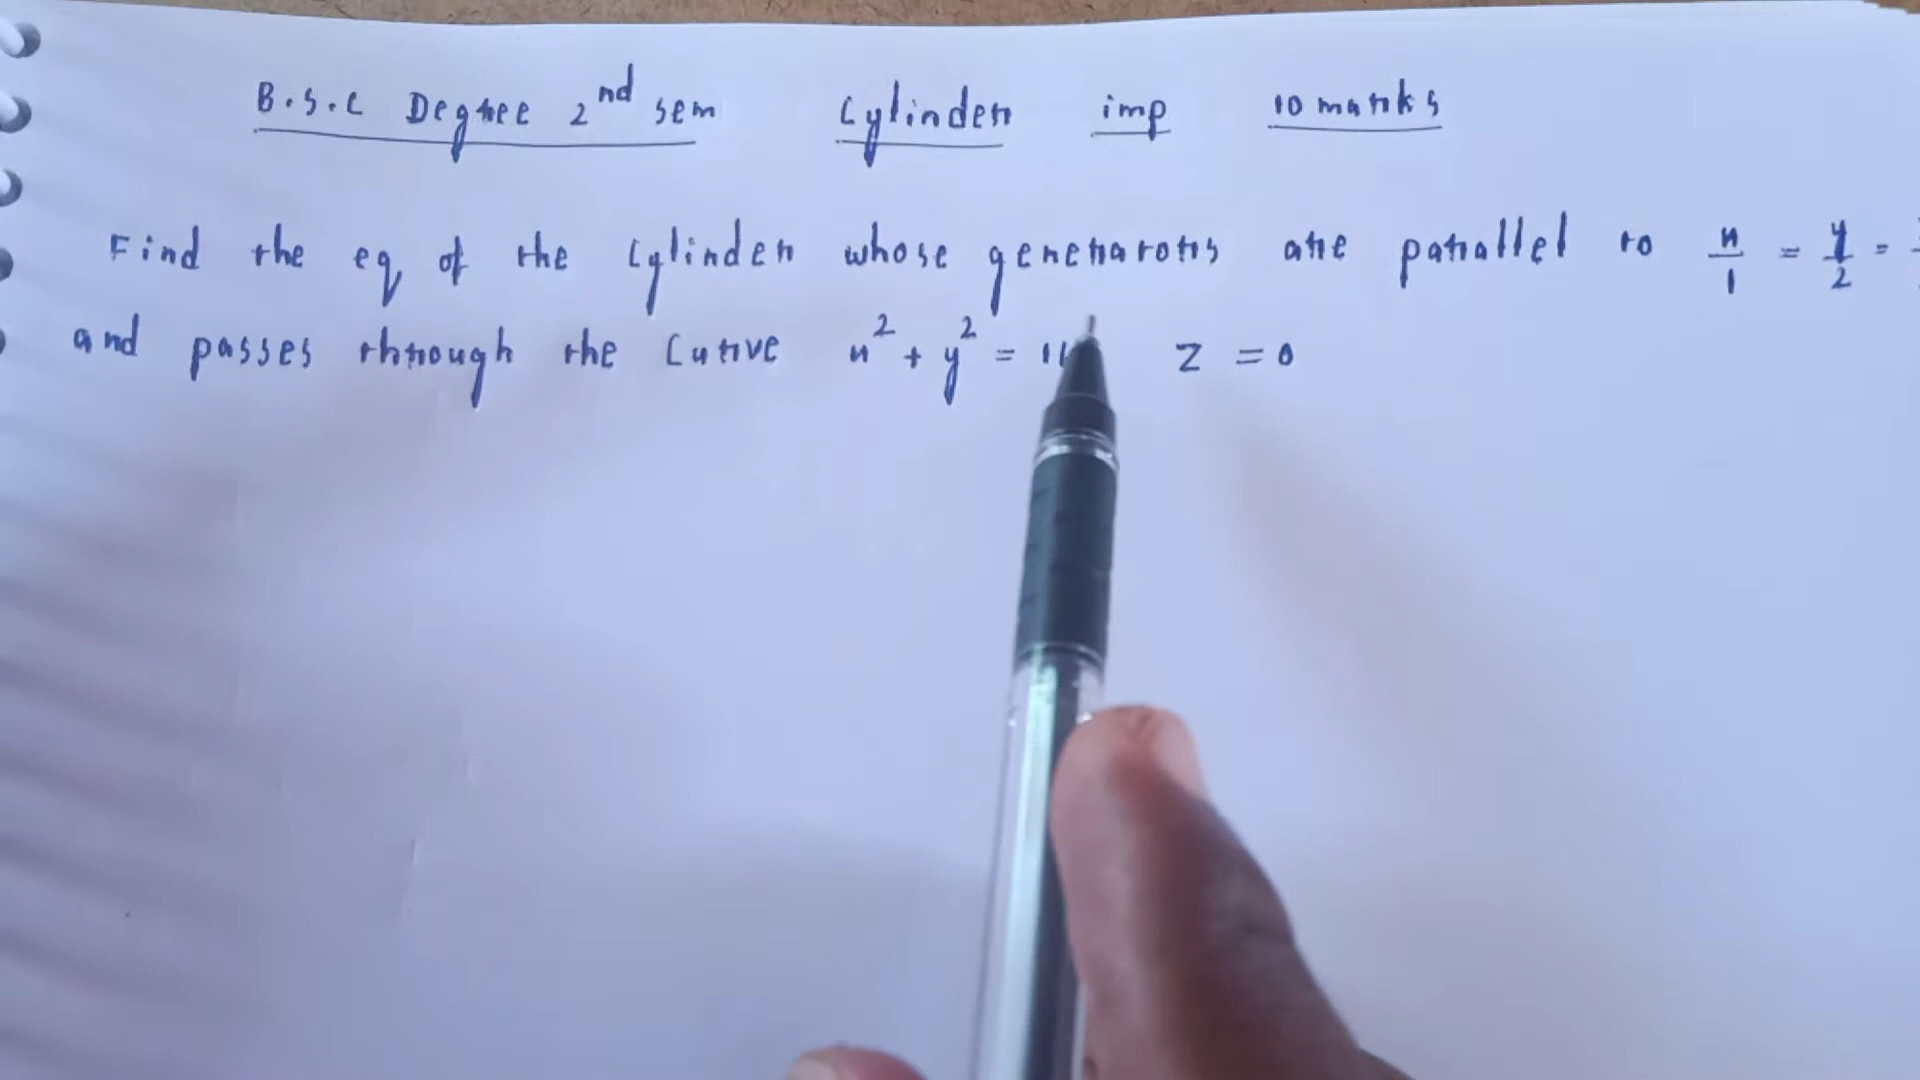 B.S.C Degree 2nd sem Cylinder imp 10 marks
Find the eq of the Cylinder whose generators are parallel to x/1 = y/2 =
and passes through the Curve x² + y² = z = 0